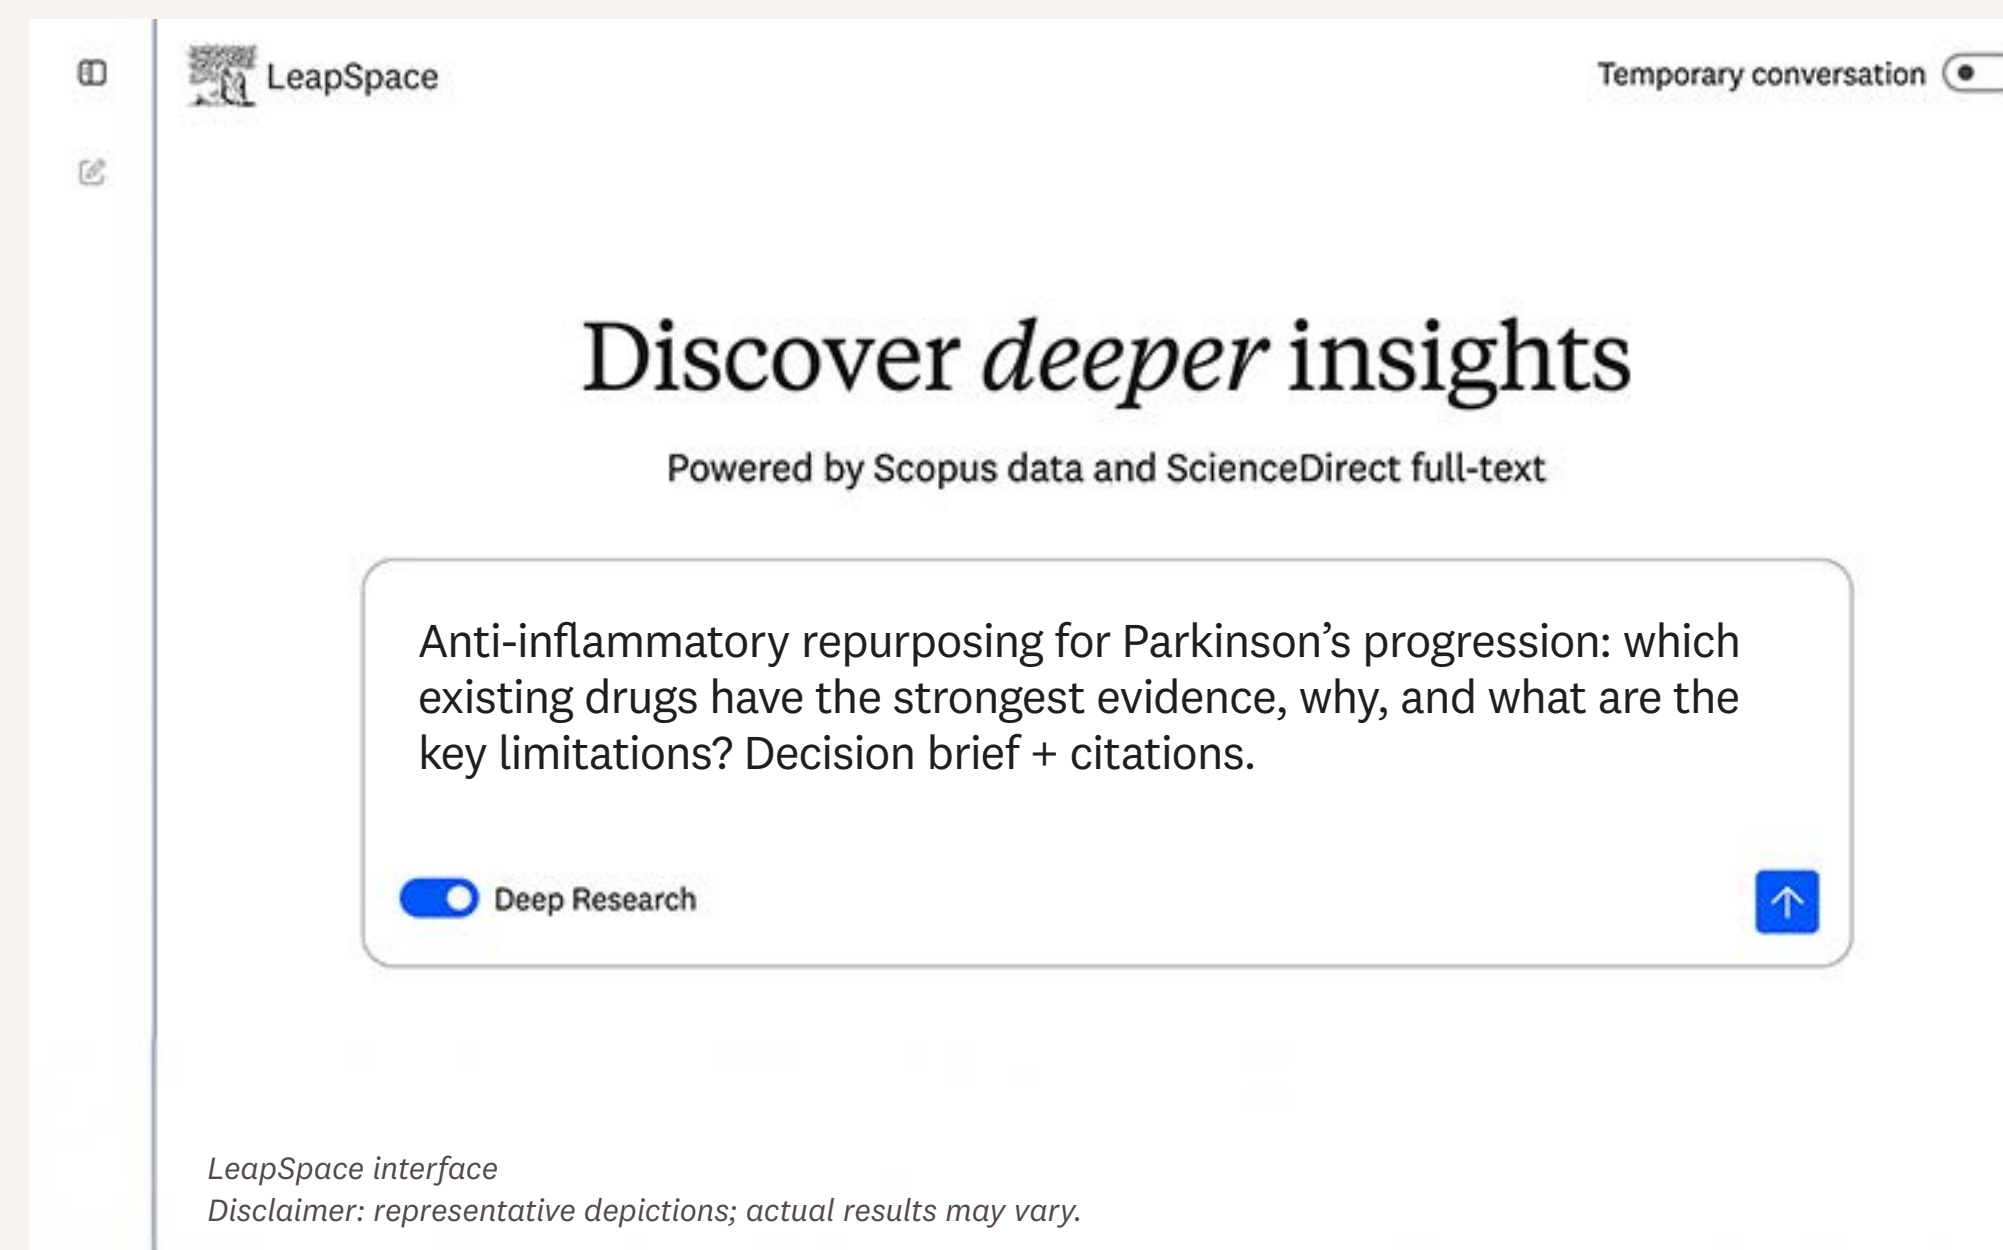 LeapSpace
Temporary conversation
Discover deeper insights
Powered by Scopus data and ScienceDirect full-text
Anti-inflammatory repurposing for Parkinson’s progression: which
existing drugs have the strongest evidence, why, and what are the
key limitations? Decision brief + citations.
Deep Research
LeapSpace interface
Disclaimer: representative depictions; actual results may vary.